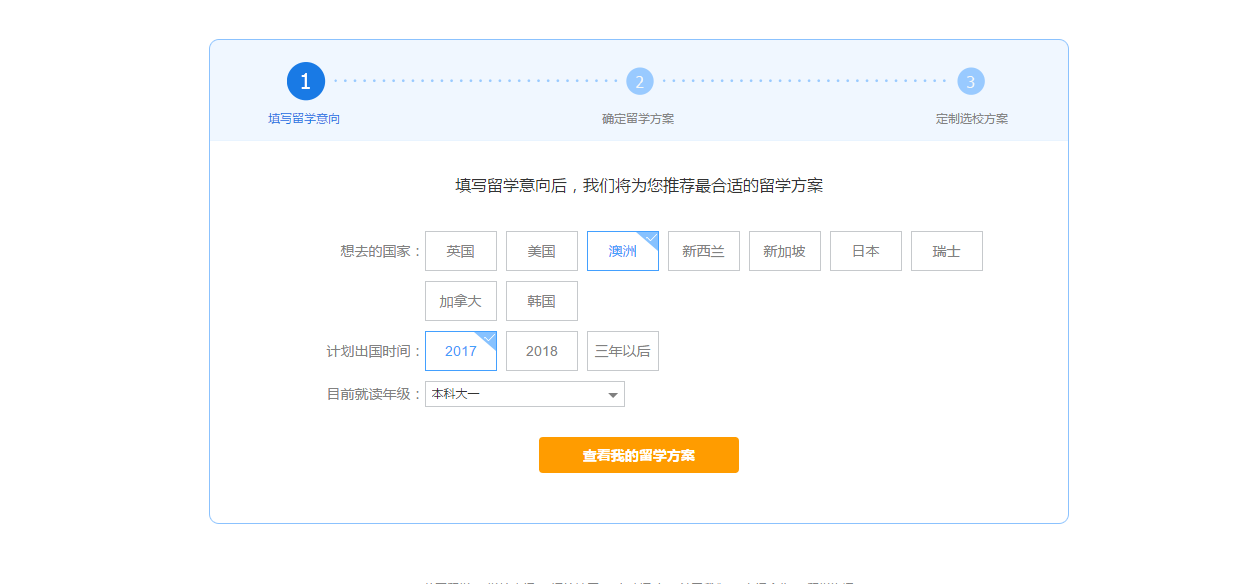 1 2 3
填写留学意向 确定留学方案 定制选校方案
填写留学意向后，我们将为您推荐最合适的留学方案
想去的国家： 英国 美国 澳洲 新西兰 新加坡 日本 瑞士
加拿大 韩国
计划出国时间： 2017 2018 三年以后
目前就读年级： 本科大一
查看我的留学方案